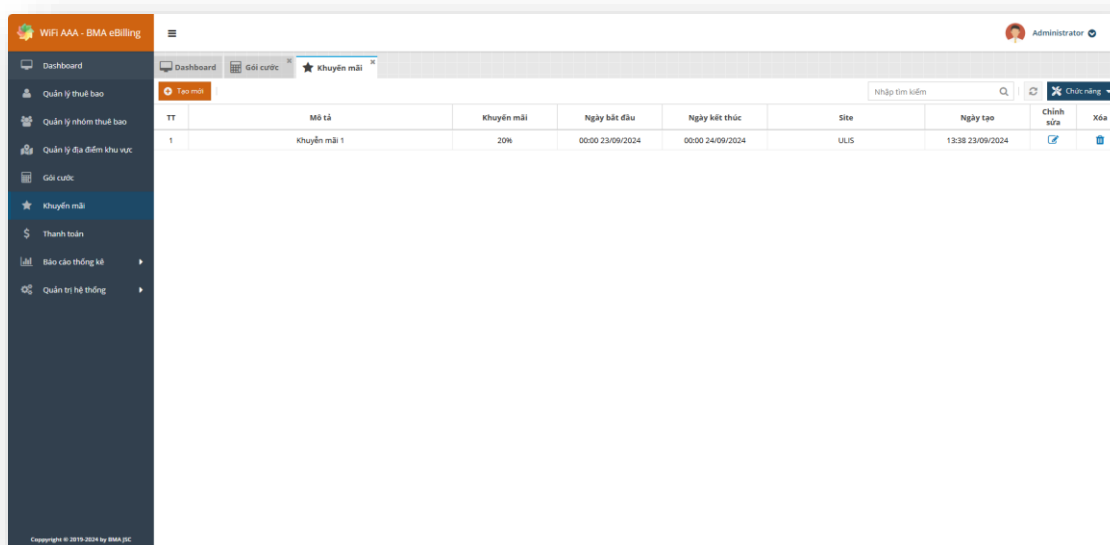 WiFi AAA - BMA eBilling
Administrator
Dashboard
Quản lý thuê bao
Quản lý nhóm thuê bao
Quản lý địa điểm khu vực
Gói cước
Khuyến mãi
Thanh toán
Báo cáo thống kê
Quản trị hệ thống
Coppyright © 2019-2024 by BMA JSC
Dashboard Gói cước Khuyến mãi
Tạo mới Nhập tìm kiếm Chức năng
TT Mô tả Khuyến mãi Ngày bắt đầu Ngày kết thúc Site Ngày tạo Chỉnh sửa Xóa
1 Khuyễn mãi 1 20% 00:00 23/09/2024 00:00 24/09/2024 ULIS 13:38 23/09/2024